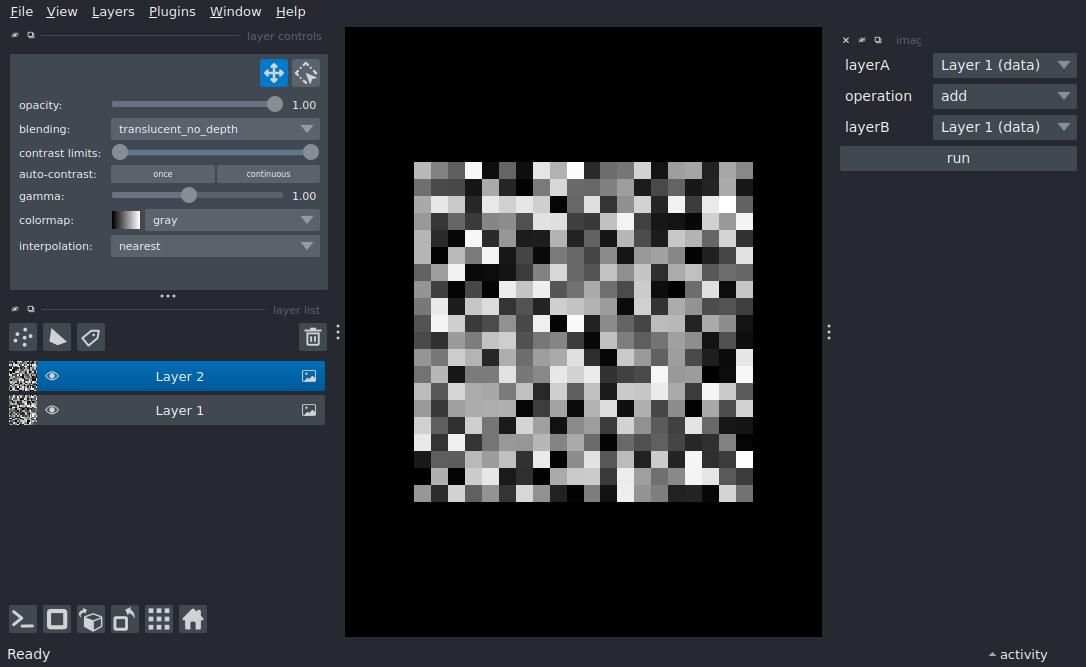 File View Layers Plugins Window Help
layer controls
opacity: 1.00
blending: translucent_no_depth
contrast limits:
auto-contrast: once continuous
gamma: 1.00
colormap: gray
interpolation: nearest
layer list
Layer 2
Layer 1
imag
layerA Layer 1 (data)
operation add
layerB Layer 1 (data)
run
Ready
activity